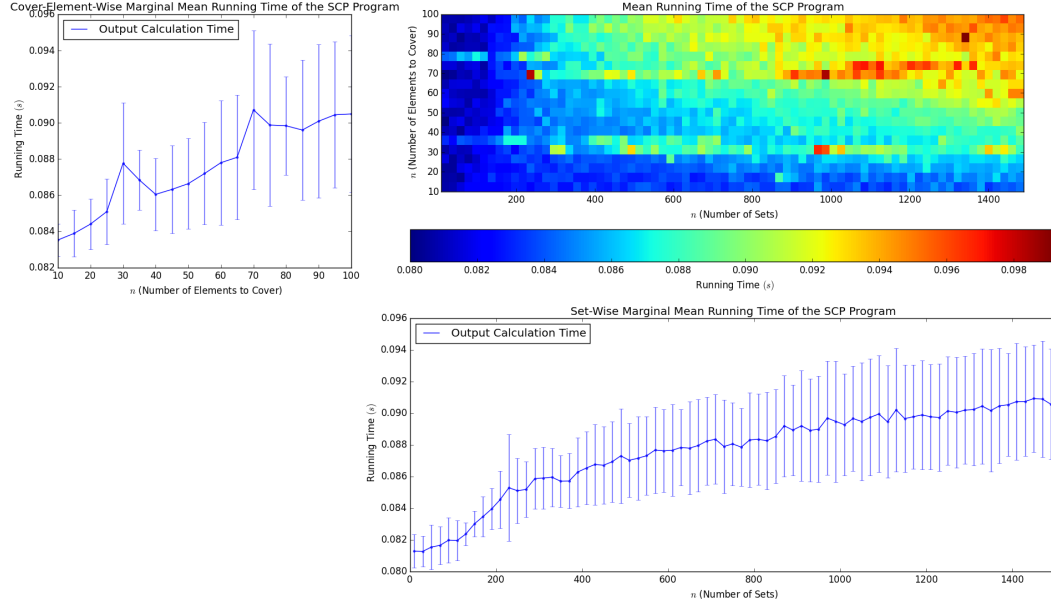 Cover-Element-Wise Marginal Mean Running Time of the SCP Program
0.096
0.094
0.092
0.090
0.088
0.086
0.084
0.082
Running Time (s)
Output Calculation Time
10 20 30 40 50 60 70 80 90 100
n (Number of Elements to Cover)
Mean Running Time of the SCP Program
100
90
80
70
60
50
40
30
20
10
n (Number of Elements to Cover)
200 400 600 800 1000 1200 1400
n (Number of Sets)
0.080 0.082 0.084 0.086 0.088 0.090 0.092 0.094 0.096 0.098
Running Time (s)
Set-Wise Marginal Mean Running Time of the SCP Program
0.096
0.094
0.092
0.090
0.088
0.086
0.084
0.082
0.080
Running Time (s)
Output Calculation Time
0 200 400 600 800 1000 1200 1400
n (Number of Sets)